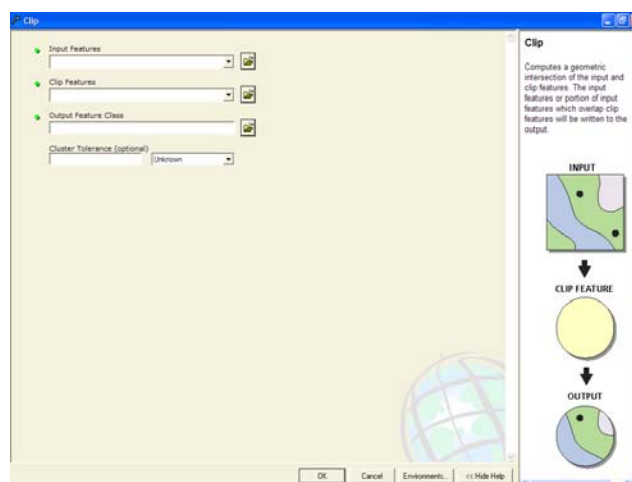 Clip
Input Features
Clip Features
Output Feature Class
Cluster Tolerance (optional)
Unknown
OK
Cancel
Environments...
<< Hide Help
Clip
Computes a geometric
intersection of the input and
clip features. The input
features or portion of input
features which overlap clip
features will be written to the
output.
INPUT
CLIP FEATURE
OUTPUT